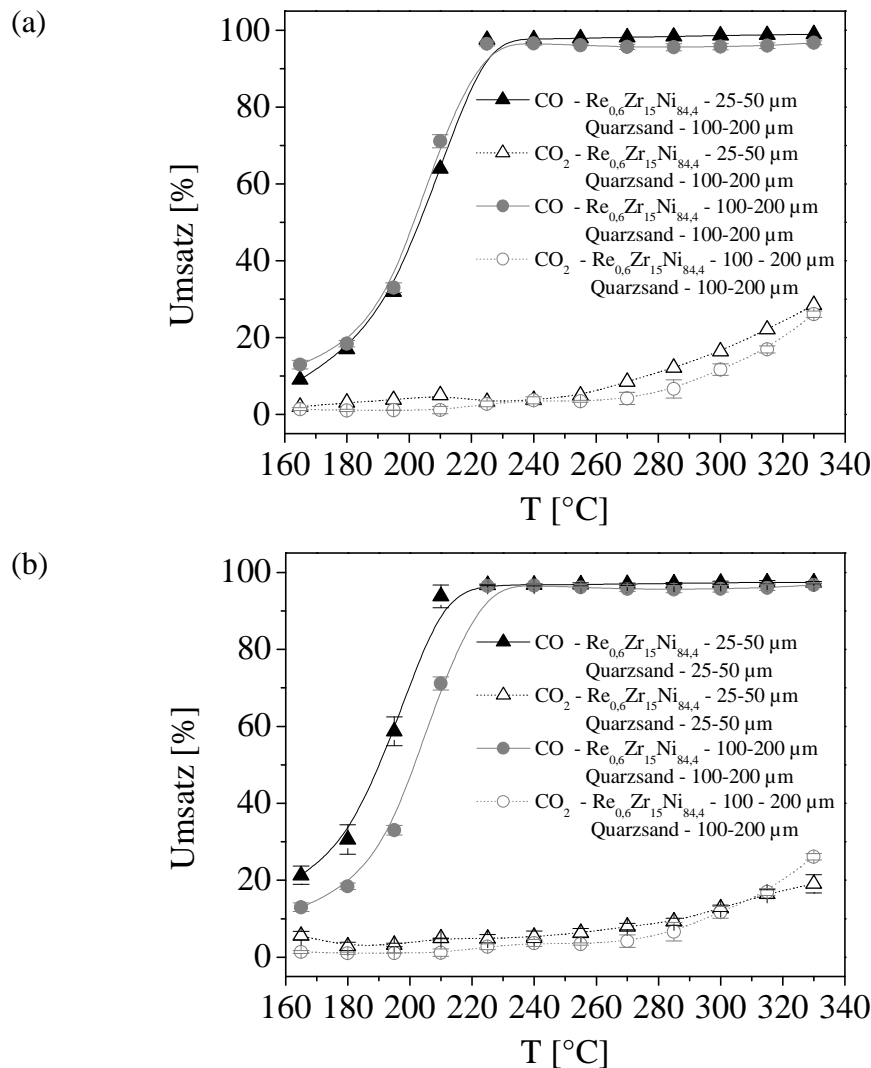 (a)
100
80
60
40
20
0
Umsatz [%]
CO - Re0,6Zr15Ni84,4 - 25-50 µm
Quarzsand - 100-200 µm
CO2 - Re0,6Zr15Ni84,4 - 25-50 µm
Quarzsand - 100-200 µm
CO - Re0,6Zr15Ni84,4 - 100-200 µm
Quarzsand - 100-200 µm
CO2 - Re0,6Zr15Ni84,4 - 100 - 200 µm
Quarzsand - 100-200 µm
160 180 200 220 240 260 280 300 320 340
T [°C]
(b)
100
80
60
40
20
0
Umsatz [%]
CO - Re0,6Zr15Ni84,4 - 25-50 µm
Quarzsand - 25-50 µm
CO2 - Re0,6Zr15Ni84,4 - 25-50 µm
Quarzsand - 25-50 µm
CO - Re0,6Zr15Ni84,4 - 100-200 µm
Quarzsand - 100-200 µm
CO2 - Re0,6Zr15Ni84,4 - 100 - 200 µm
Quarzsand - 100-200 µm
160 180 200 220 240 260 280 300 320 340
T [°C]